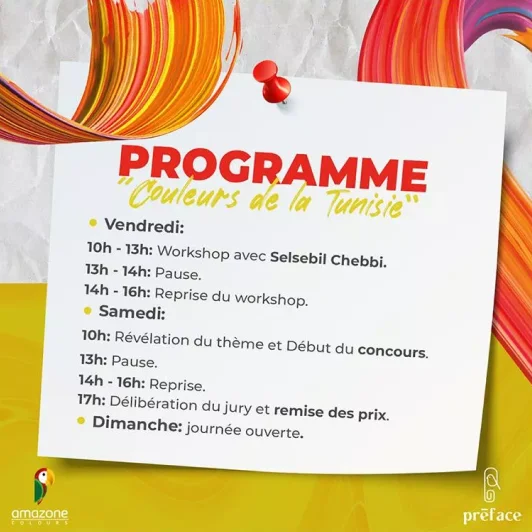 PROGRAMME
"Couleurs de la Tunisie"
• Vendredi:
10h - 13h: Workshop avec Selsebil Chebbi.
13h - 14h: Pause.
14h - 16h: Reprise du workshop.
• Samedi:
10h: Révélation du thème et Début du concours.
13h: Pause.
14h - 16h: Reprise.
17h: Délibération du jury et remise des prix.
• Dimanche: journée ouverte.
amazone
COLOURS
prēface